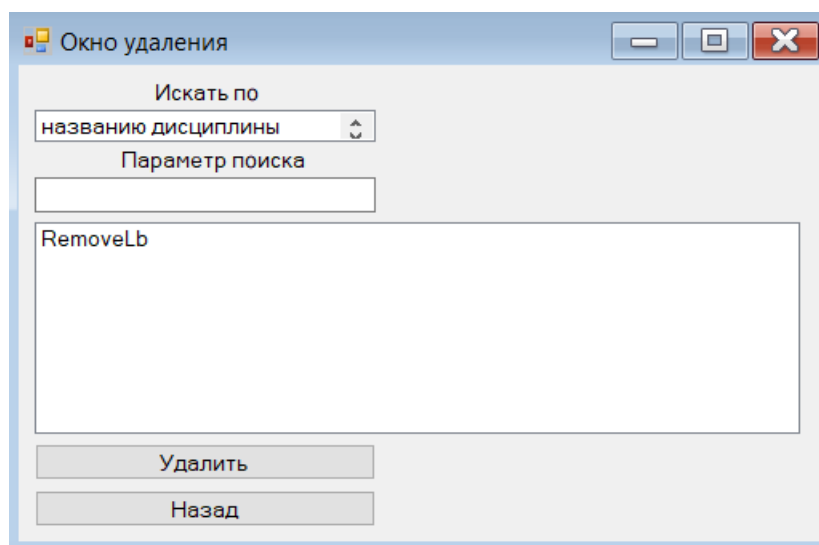 Окно удаления
Искать по
названию дисциплины
Параметр поиска
RemoveLb
Удалить
Назад